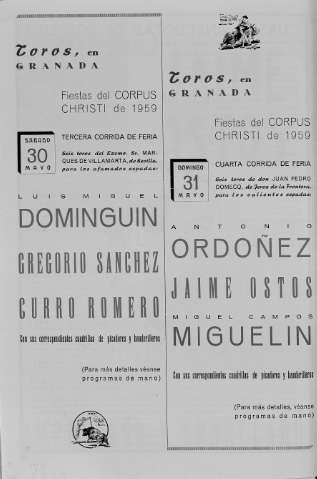 Toros, en
GRANADA
Fiestas del CORPUS
CHRISTI de 1959
SABADO
30
MAYO
TERCERA CORRIDA DE FERIA
Seis toros del Excmo. Sr. MAR-
QUES DE VILLAMARTA, de Sevilla,
para los afamados espadas:
LUIS MIGUEL
DOMINGUIN
GREGORIO SANCHEZ
CURRO ROMERO
Con sus correspondientes cuadrillas de picadores y banderilleros
(Para más detalles véanse
programas de mano)
Toros, en
GRANADA
Fiestas del CORPUS
CHRISTI de 1959
DOMINGO
31
MAYO
CUARTA CORRIDA DE FERIA
Seis toros de don JUAN PEDRO
DOMECQ, de Jerez de la Frontera,
para los valientes espadas:
ANTONIO
ORDOÑEZ
JAIME OSTOS
MIGUEL CAMPOS
MIGUELIN
Con sus correspondientes cuadrillas de picadores y banderilleros
(Para más detalles, véanse
programas de mano)